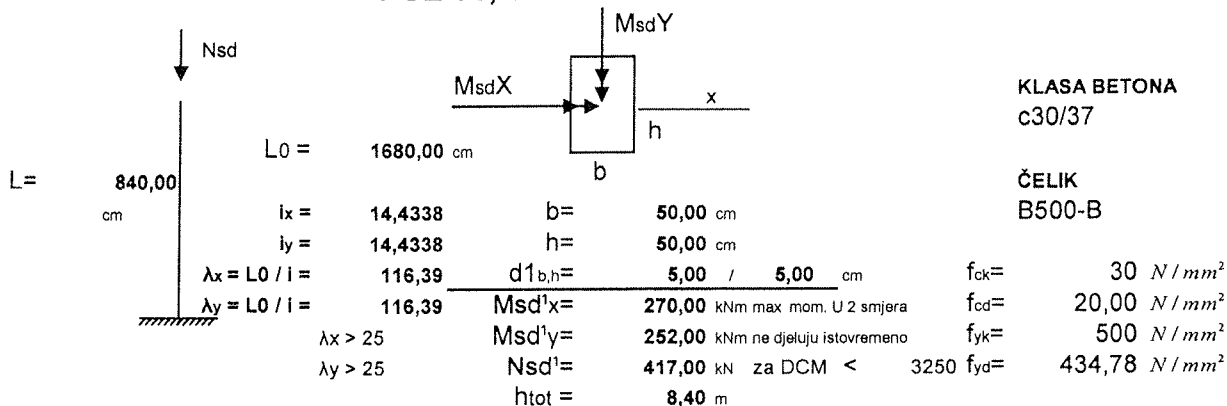 Nsd
MsdY
MsdX
x
h
b
KLASA BETONA
c30/37
L0 = 1680,00 cm
L= 840,00
cm
ČELIK
B500-B
ix = 14,4338 b= 50,00 cm
iy = 14,4338 h= 50,00 cm
λx = L0 / i = 116,39 d1b,h= 5,00 / 5,00 cm fck= 30 N / mm²
λy = L0 / i = 116,39 Msd¹x= 270,00 kNm max mom. U 2 smjera fcd= 20,00 N / mm²
λx > 25 Msd¹y= 252,00 kNm ne djeluju istovremeno fyk= 500 N / mm²
λy > 25 Nsd¹= 417,00 kN za DCM < 3250 fyd= 434,78 N / mm²
htot = 8,40 m